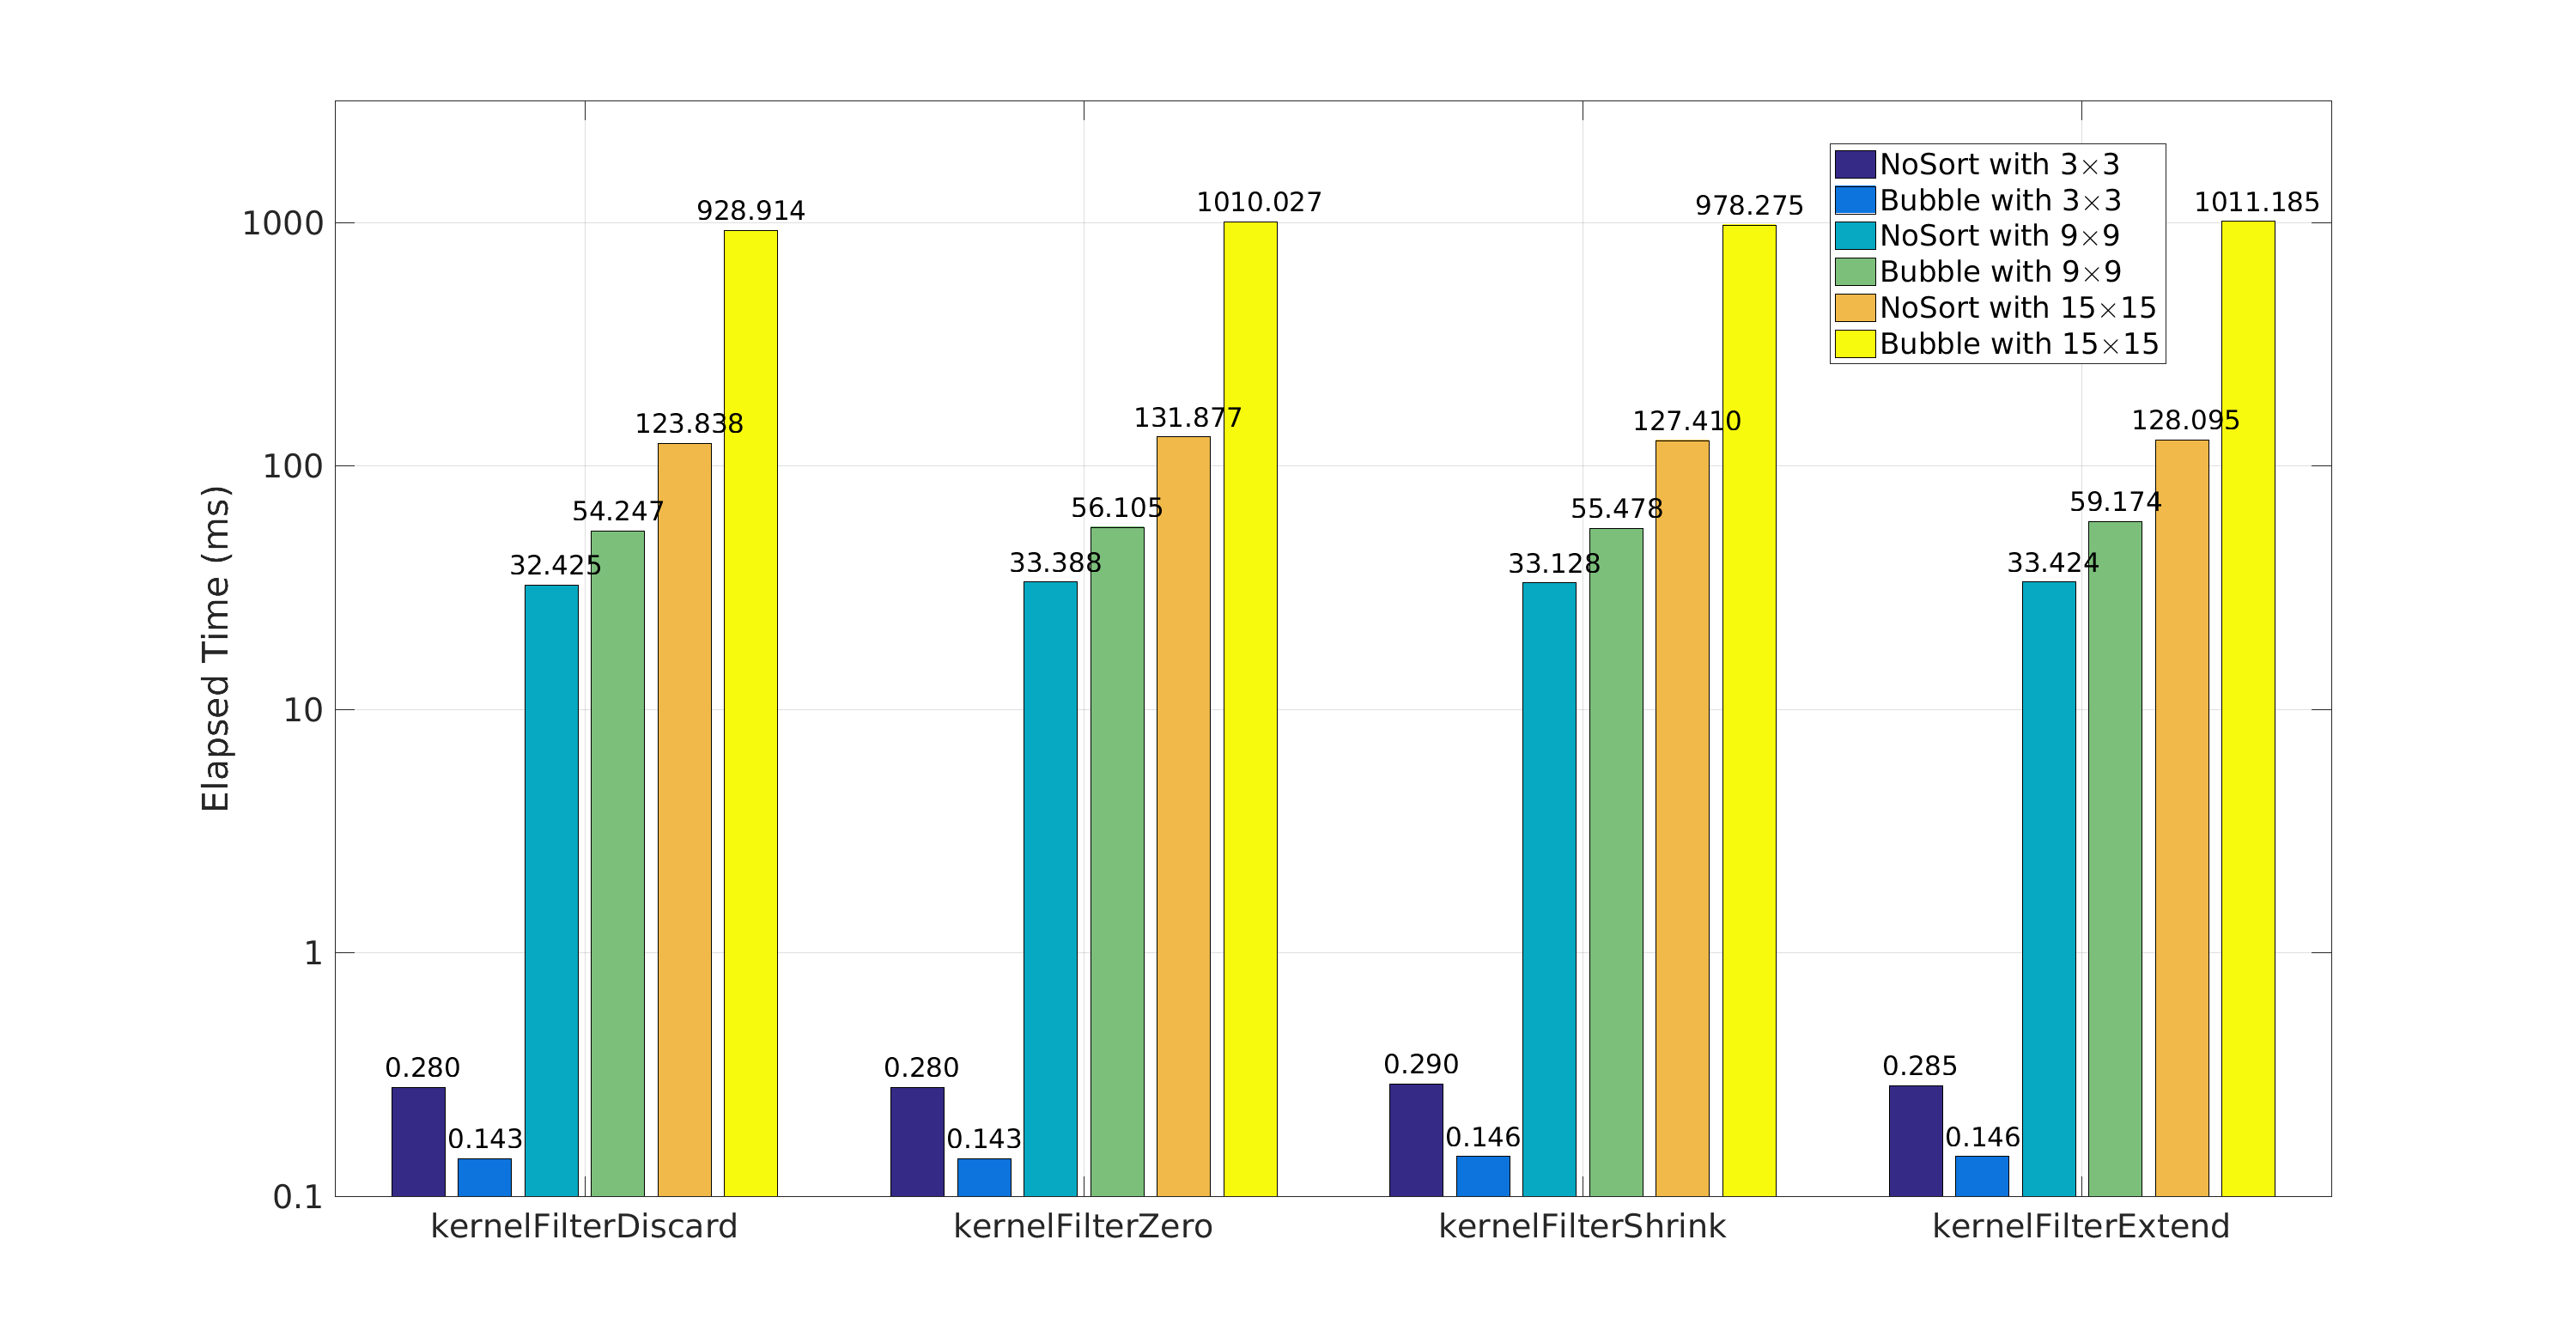 Elapsed Time (ms)
1000
100
10
1
0.1
0.280
0.143
32.425
54.247
123.838
928.914
0.280
0.143
33.388
56.105
131.877
1010.027
0.290
0.146
33.128
55.478
127.410
978.275
0.285
0.146
33.424
59.174
128.095
1011.185
NoSort with 3×3
Bubble with 3×3
NoSort with 9×9
Bubble with 9×9
NoSort with 15×15
Bubble with 15×15
kernelFilterDiscard
kernelFilterZero
kernelFilterShrink
kernelFilterExtend